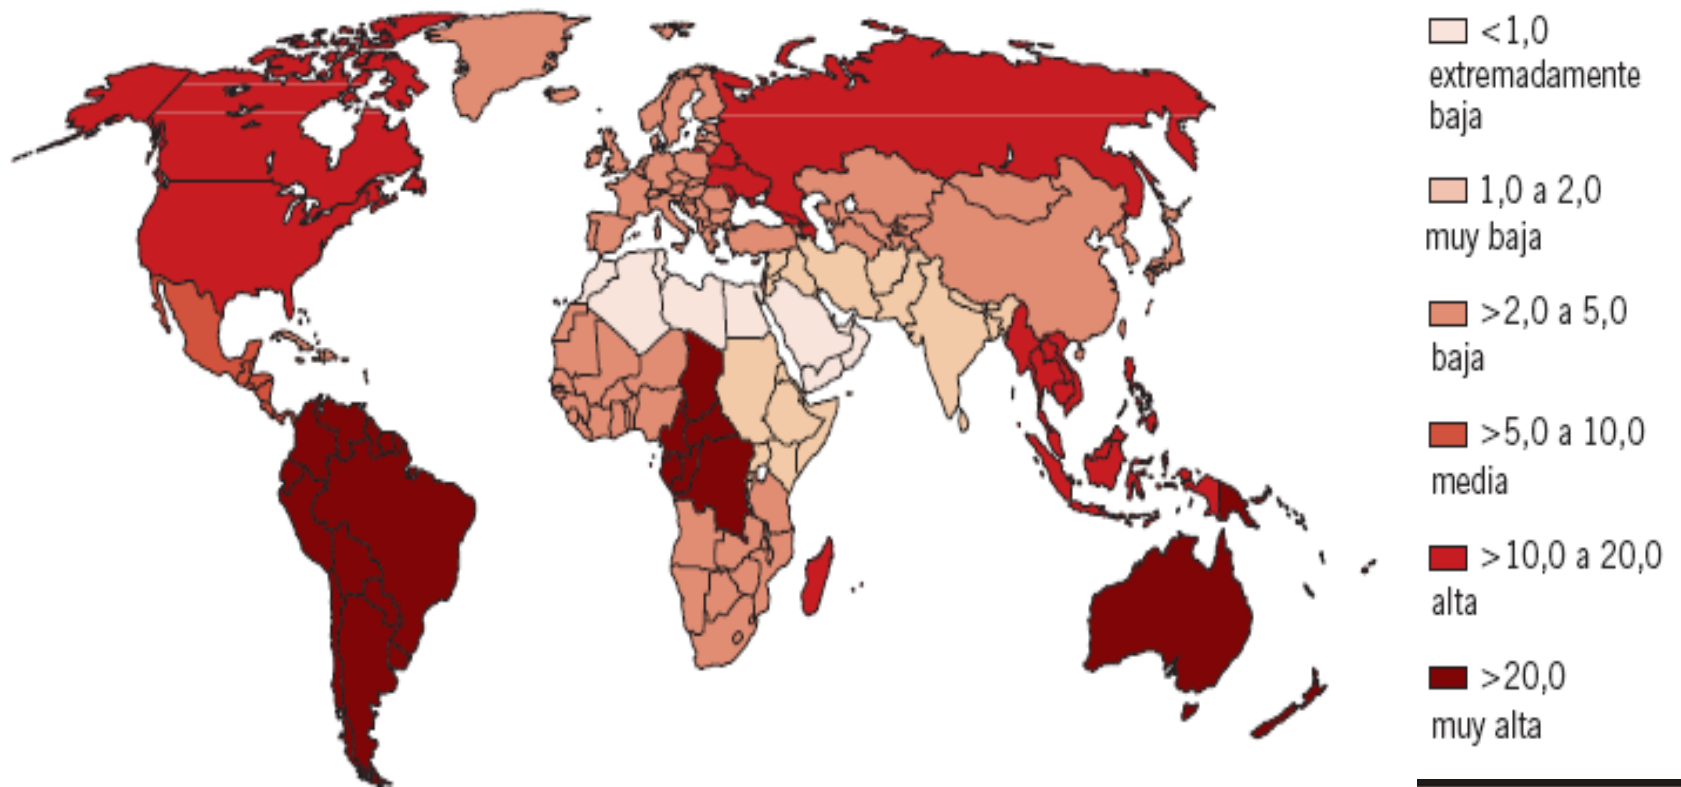 <1,0
extremadamente
baja
1,0 a 2,0
muy baja
>2,0 a 5,0
baja
>5,0 a 10,0
media
>10,0 a 20,0
alta
>20,0
muy alta